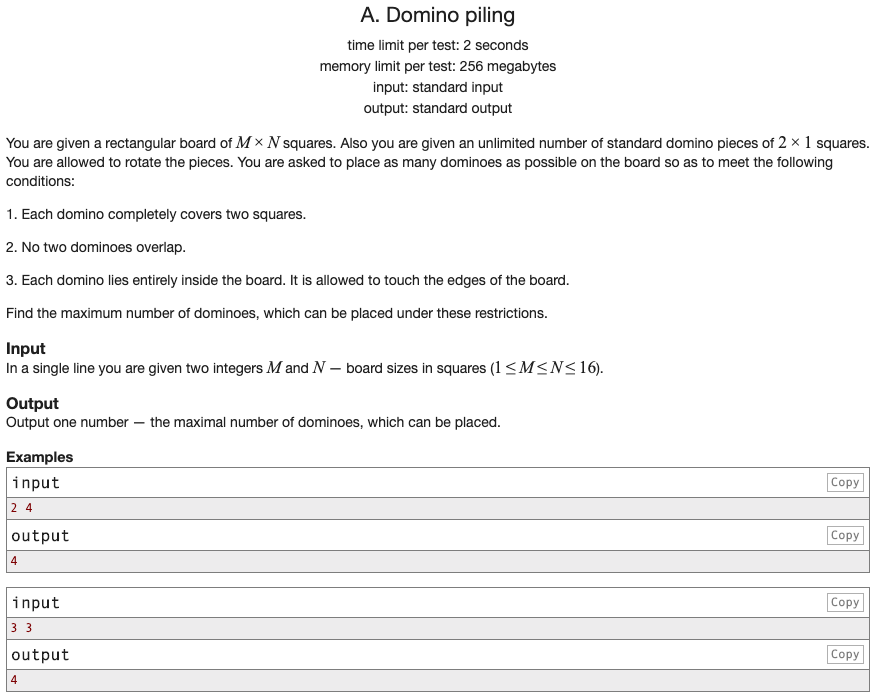 A. Domino piling
time limit per test: 2 seconds
memory limit per test: 256 megabytes
input: standard input
output: standard output
You are given a rectangular board of M × N squares. Also you are given an unlimited number of standard domino pieces of 2 × 1 squares.
You are allowed to rotate the pieces. You are asked to place as many dominoes as possible on the board so as to meet the following
conditions:
1. Each domino completely covers two squares.
2. No two dominoes overlap.
3. Each domino lies entirely inside the board. It is allowed to touch the edges of the board.
Find the maximum number of dominoes, which can be placed under these restrictions.
Input
In a single line you are given two integers M and N — board sizes in squares (1 ≤ M ≤ N ≤ 16).
Output
Output one number — the maximal number of dominoes, which can be placed.
Examples
input Copy
2 4
output Copy
4
input Copy
3 3
output Copy
4